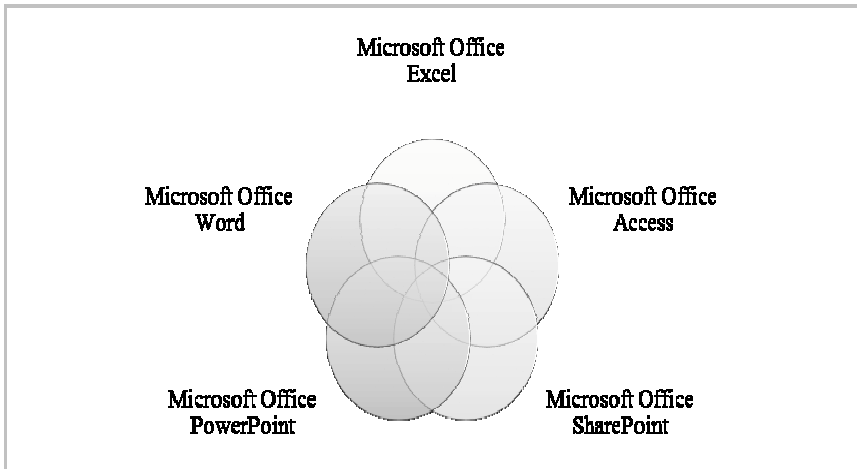 Microsoft Office
Excel
Microsoft Office
Word
Microsoft Office
Access
Microsoft Office
PowerPoint
Microsoft Office
SharePoint